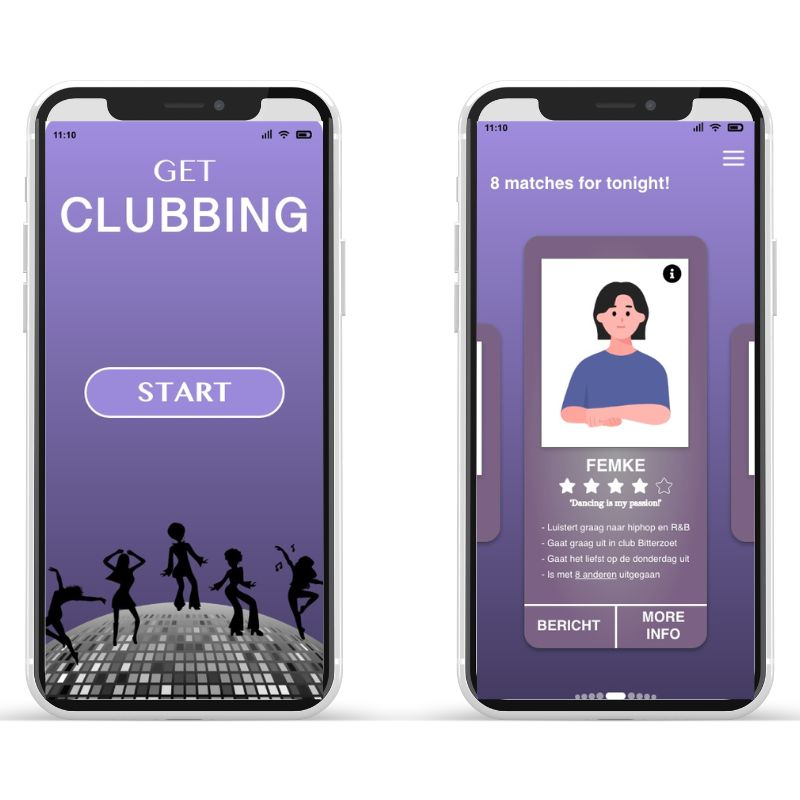 11:10
GET
CLUBBING
START
11:10
8 matches for tonight!
i
FEMKE
"Dancing is my passion!"
- Luistert graag naar hiphop en R&B
- Gaat graag uit in club Bitterzoet
- Gaat het liefst op de donderdag uit
- Is met 8 anderen uitgegaan
BERICHT
MORE
INFO